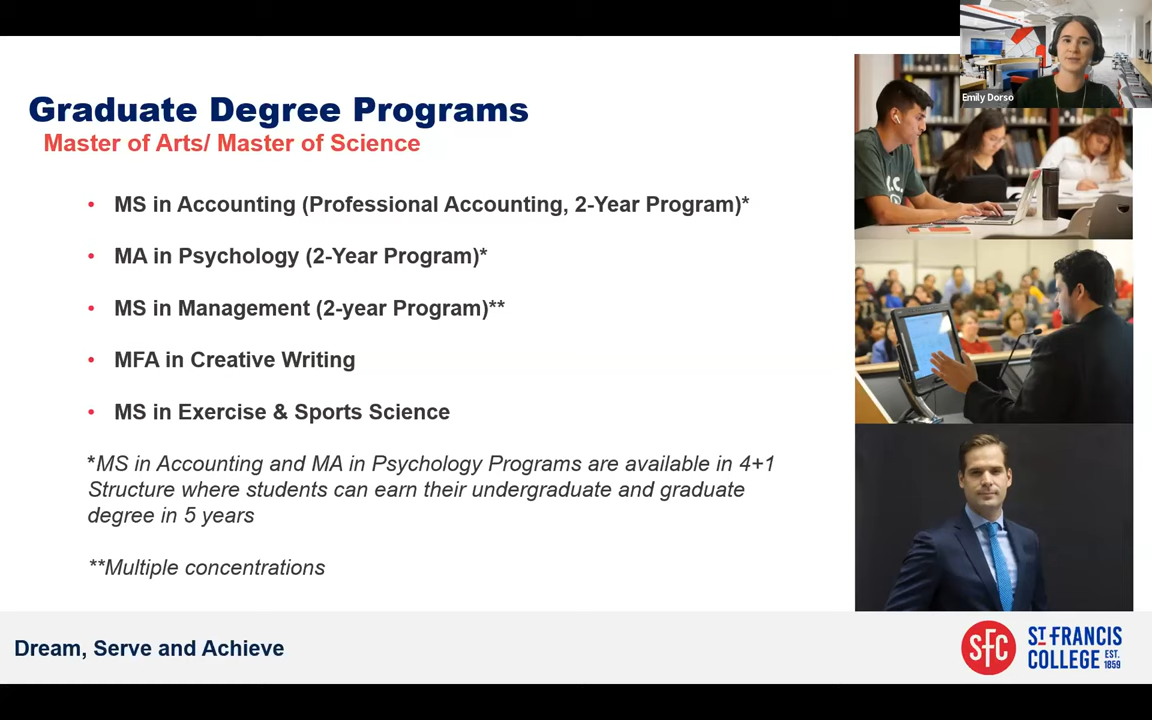 Graduate Degree Programs
Master of Arts/ Master of Science
• MS in Accounting (Professional Accounting, 2-Year Program)*
• MA in Psychology (2-Year Program)*
• MS in Management (2-year Program)**
• MFA in Creative Writing
• MS in Exercise & Sports Science
*MS in Accounting and MA in Psychology Programs are available in 4+1
Structure where students can earn their undergraduate and graduate
degree in 5 years
**Multiple concentrations
Emily Dorso
Dream, Serve and Achieve
SFC
ST FRANCIS
COLLEGE EST. 1859